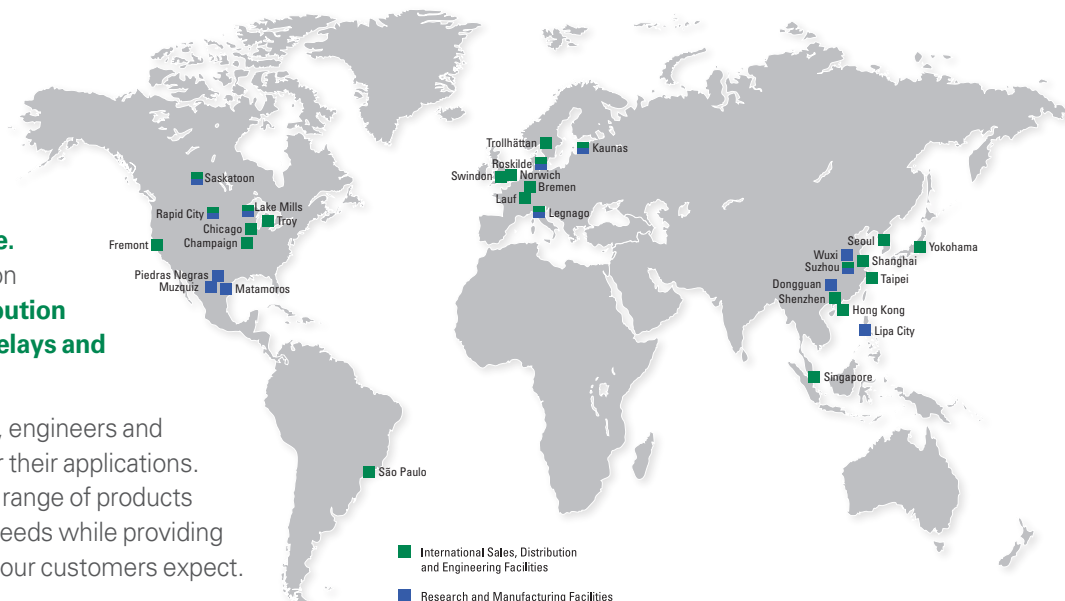 e.
on
bution
elays and
, engineers and
r their applications.
range of products
eeds while providing
our customers expect.
Trollhättan
Kaunas
Roskilde
Swindon
Norwich
Bremen
Lauf
Legnago
Saskatoon
Rapid City
Lake Mills
Troy
Chicago
Champaign
Fremont
Piedras Negras
Muzquiz
Matamoros
Seoul
Yokohama
Wuxi
Shanghai
Suzhou
Taipei
Dongguan
Shenzhen
Hong Kong
Lipa City
Singapore
São Paulo
International Sales, Distribution
and Engineering Facilities
Research and Manufacturing Facilities